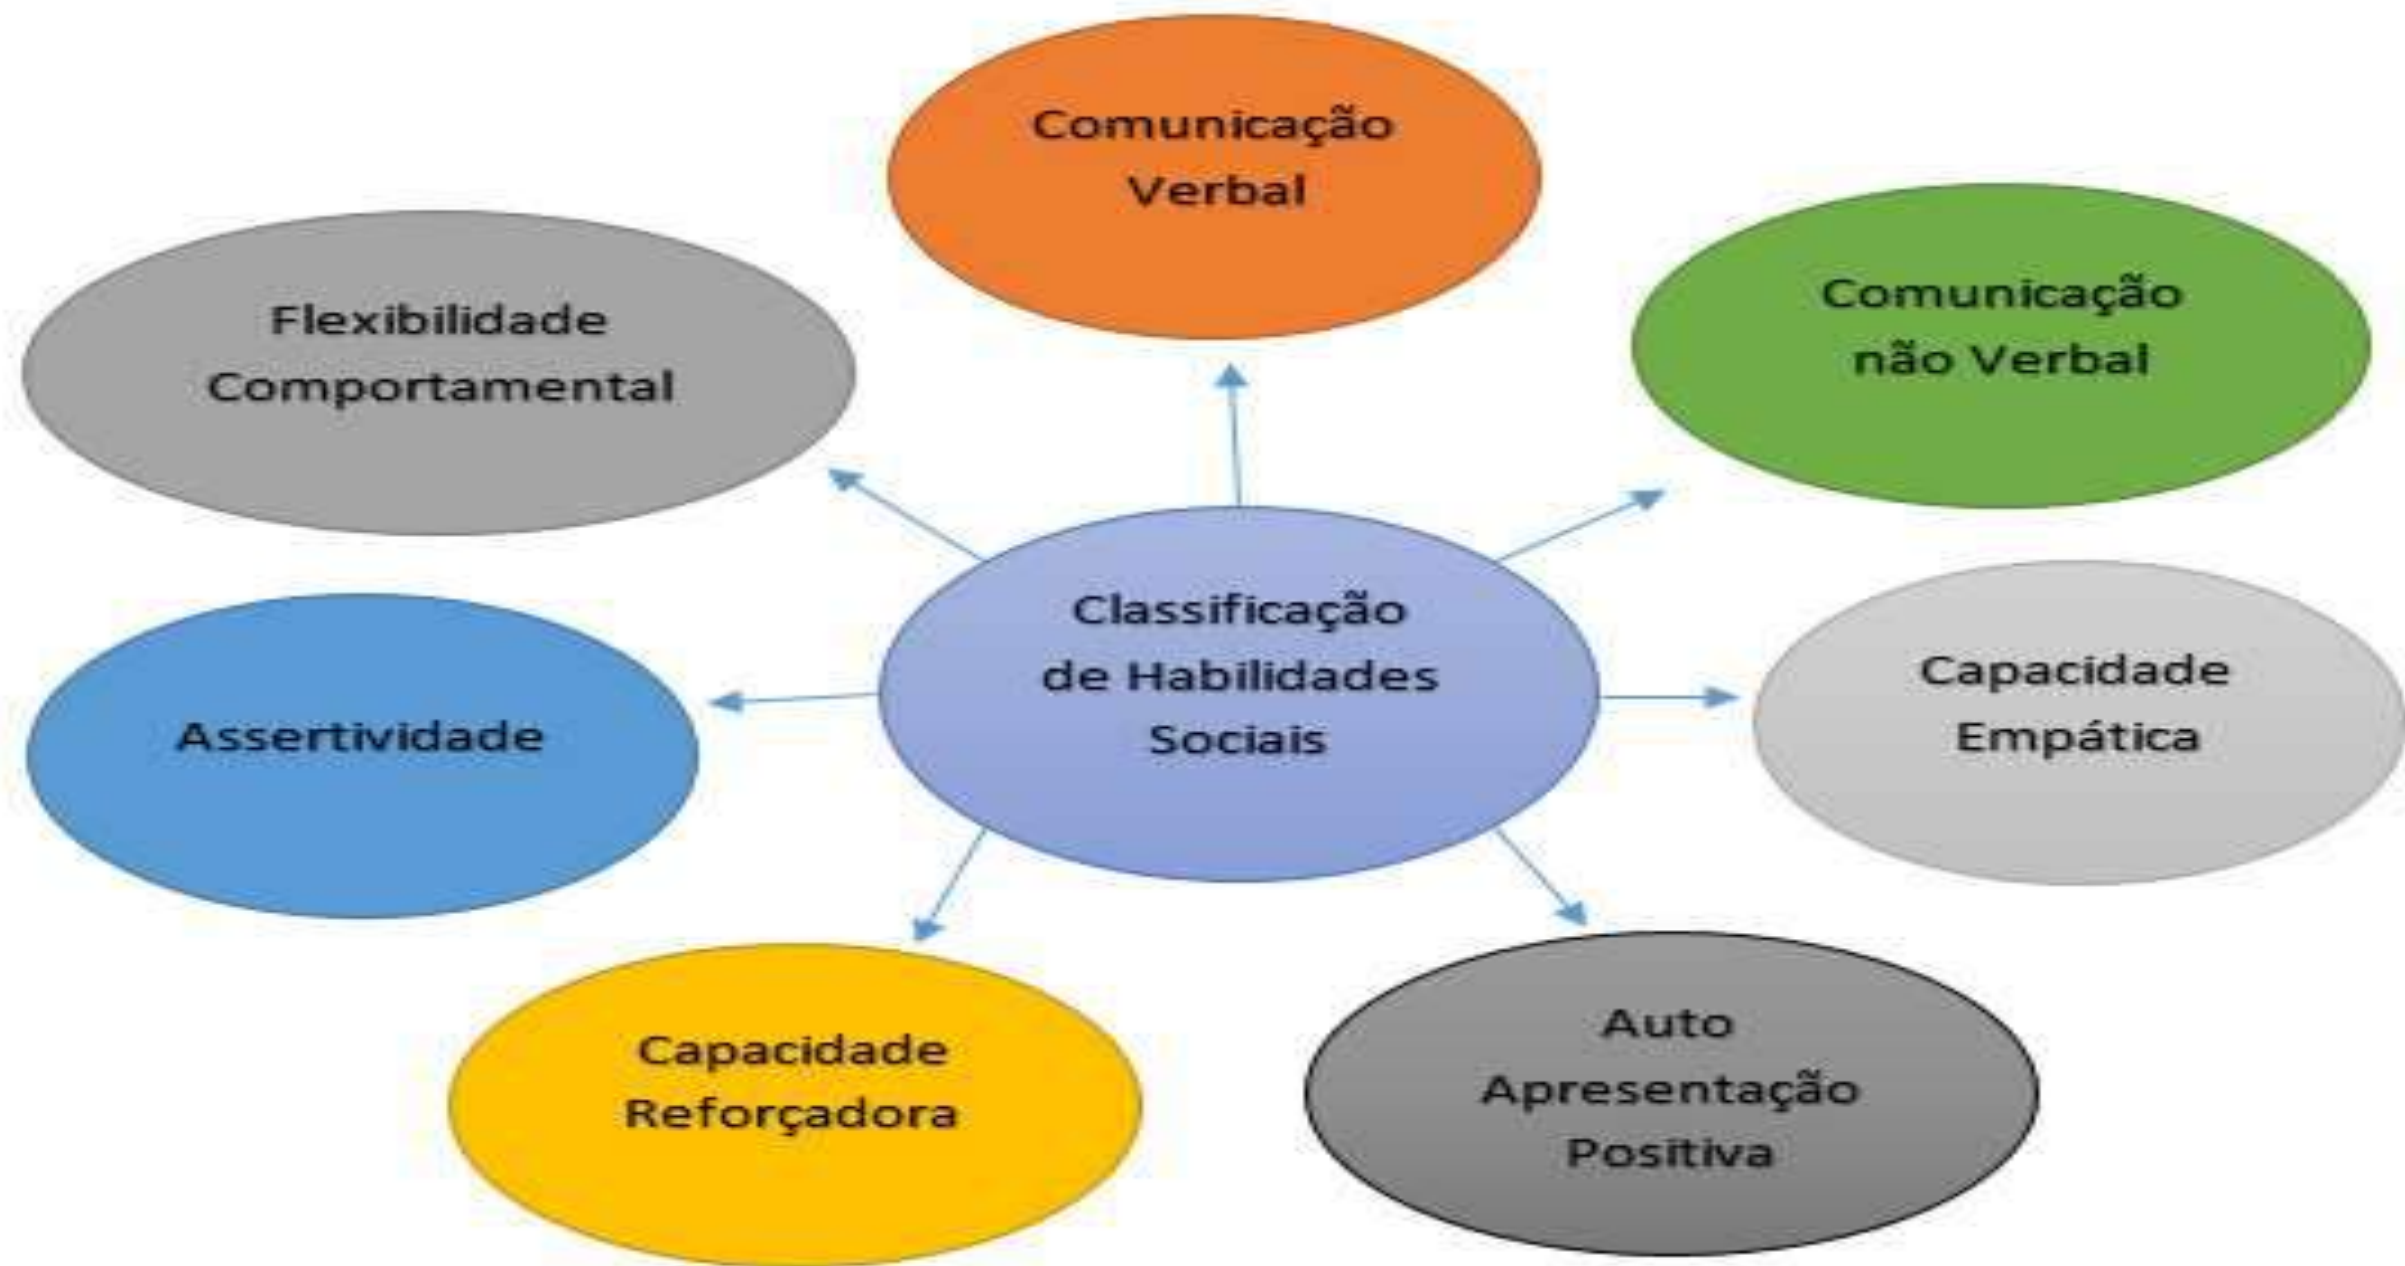 Comunicação
Verbal
Comunicação
não Verbal
Flexibilidade
Comportamental
Classificação
de Habilidades
Sociais
Capacidade
Empática
Assertividade
Auto
Apresentação
Positiva
Capacidade
Reforçadora